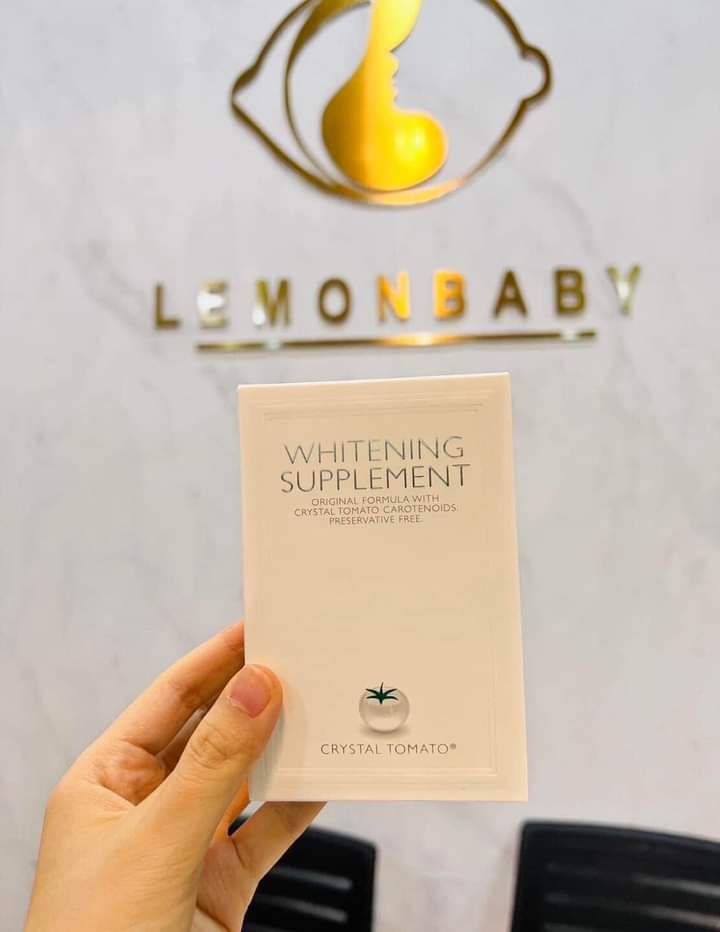 LEMONBABY
WHITENING
SUPPLEMENT
ORIGINAL FORMULA WITH
CRYSTAL TOMATO CAROTENOIDS.
PRESERVATIVE FREE.
CRYSTAL TOMATO®